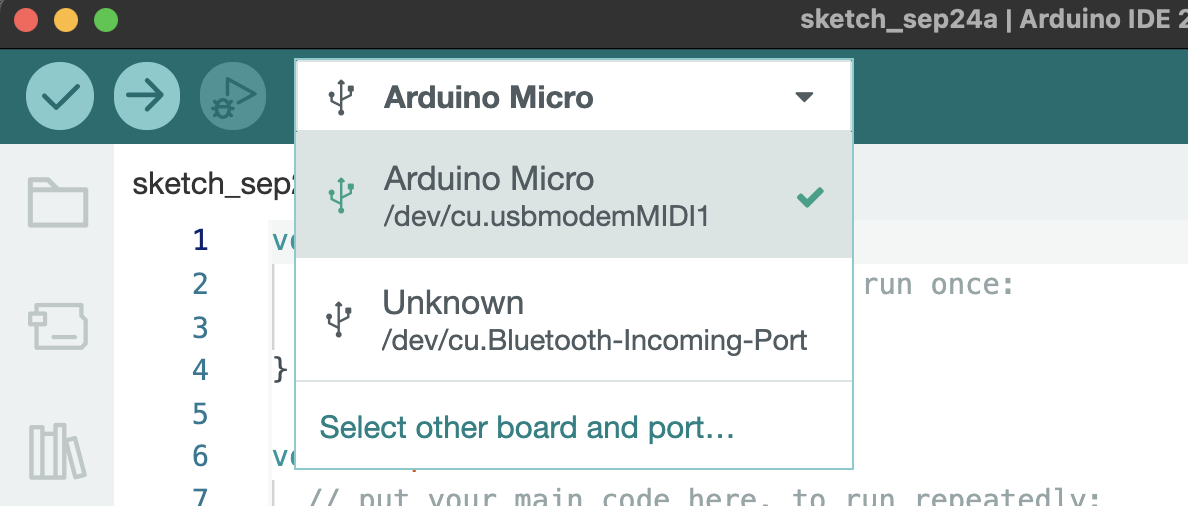 sketch_sep24a | Arduino IDE 2
Arduino Micro
Arduino Micro
/dev/cu.usbmodemMIDI1
Unknown
/dev/cu.Bluetooth-Incoming-Port
Select other board and port...
sketch_sep2
1 v
2 run once:
3
4 }
5
6 v
7 // put your main code here, to run repeatedly: